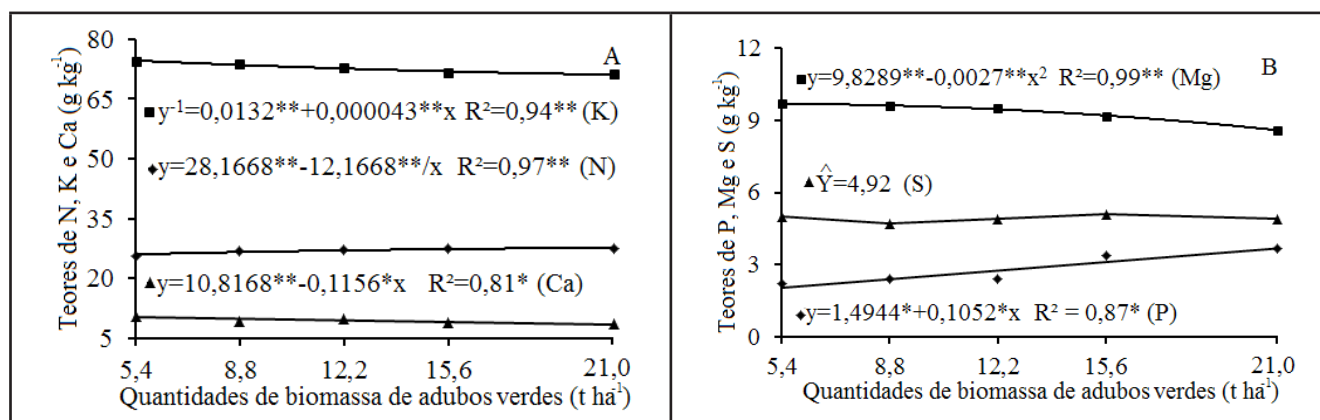 Teores de N, K e Ca (g kg-1)
80
65
50
35
20
5
A
y-1=0,0132**+0,000043**x R²=0,94** (K)
y=28,1668**-12,1668**/x R²=0,97** (N)
y=10,8168**-0,1156*x R²=0,81* (Ca)
5,4 8,8 12,2 15,6 21,0
Quantidades de biomassa de adubos verdes (t ha-1)
Teores de P, Mg e S (g kg-1)
12
9
6
3
0
B
y=9,8289**-0,0027**x² R²=0,99** (Mg)
Ŷ=4,92 (S)
y=1,4944*+0,1052*x R² = 0,87* (P)
5,4 8,8 12,2 15,6 21,0
Quantidades de biomassa de adubos verdes (t ha-1)